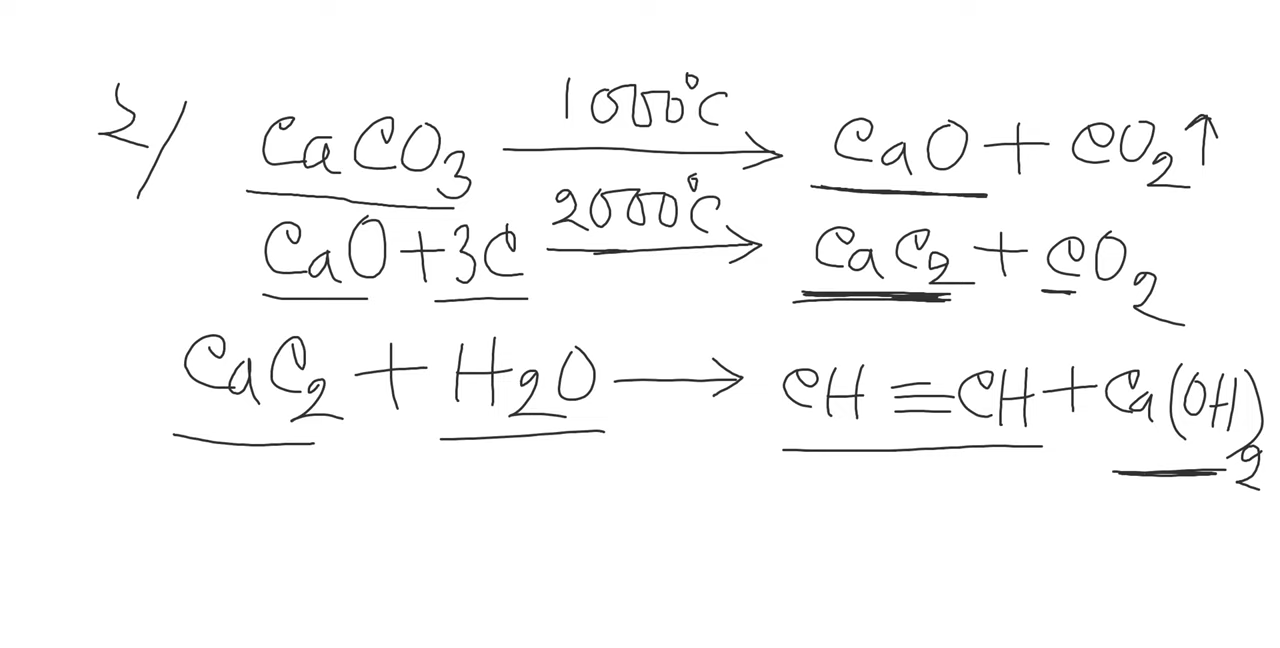 2/ CaCO₃ —1000°C→ CaO + CO₂↑
CaO + 3C —2000°C→ CaC₂ + CO₂
CaC₂ + H₂O → CH≡CH + Ca(OH)₂